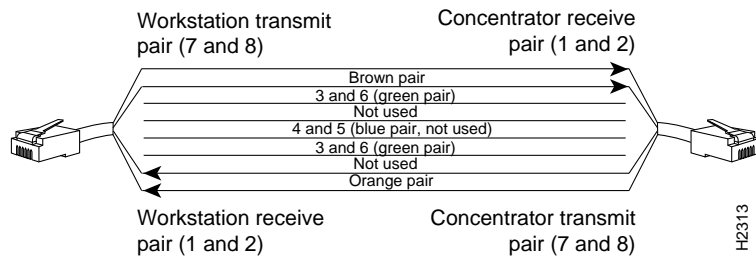 Workstation transmit
pair (7 and 8)
Concentrator receive
pair (1 and 2)
Brown pair
3 and 6 (green pair)
Not used
4 and 5 (blue pair, not used)
3 and 6 (green pair)
Not used
Orange pair
Workstation receive
pair (1 and 2)
Concentrator transmit
pair (7 and 8)
H2313